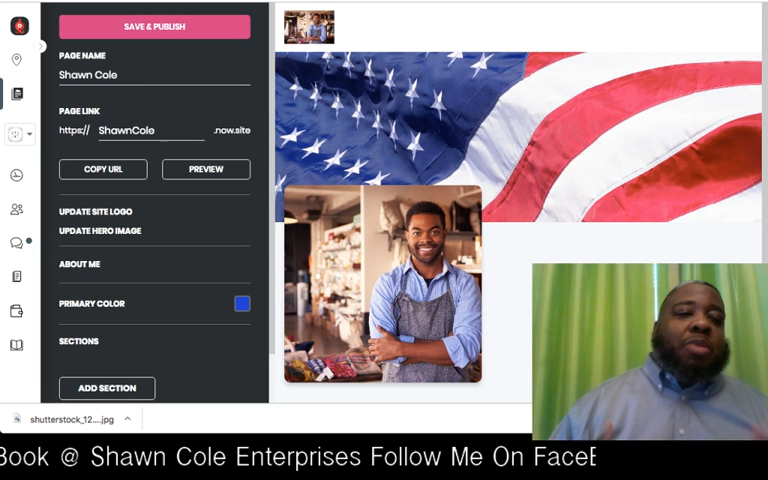 SAVE & PUBLISH
PAGE NAME
Shawn Cole
PAGE LINK
https:// ShawnCole .now.site
COPY URL PREVIEW
UPDATE SITE LOGO
UPDATE HERO IMAGE
ABOUT ME
PRIMARY COLOR
SECTIONS
ADD SECTION
shutterstock_12....jpg
Book @ Shawn Cole Enterprises Follow Me On FaceB